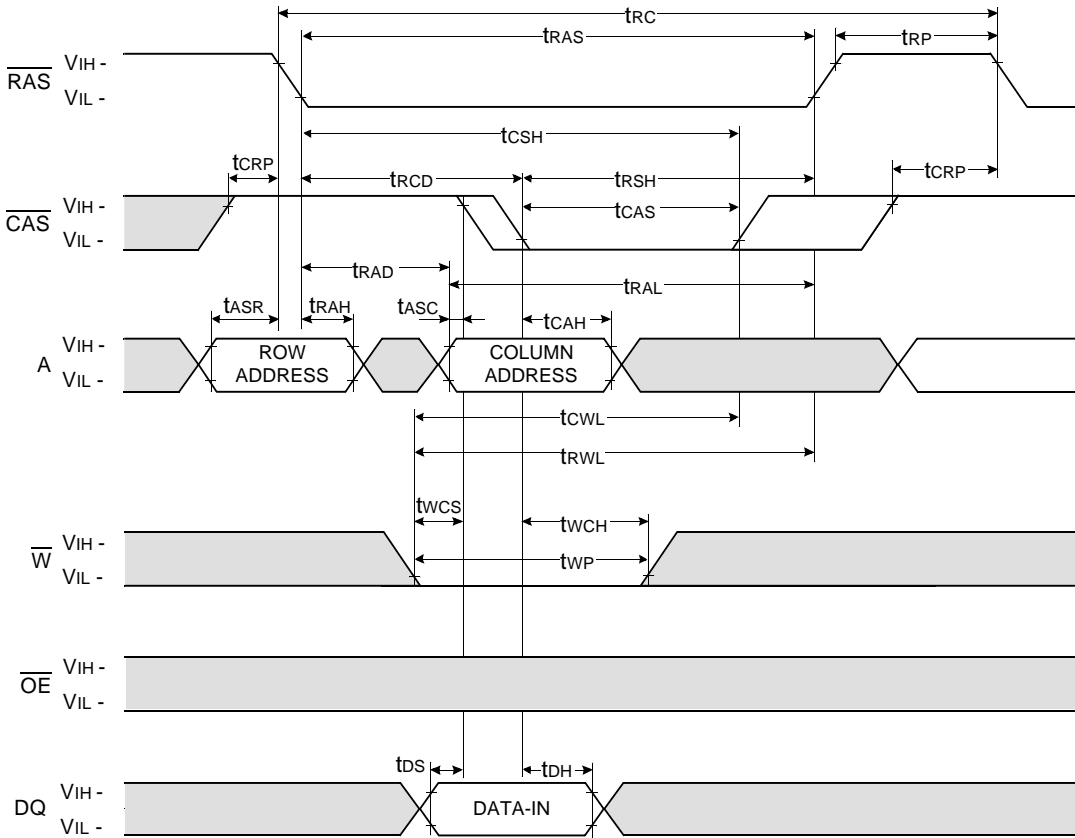 tRC
tRAS
tRP
RAS
VIH -
VIL -
tCSH
tCRP
tRCD
tRSH
tCRP
CAS
VIH -
VIL -
tCAS
tRAD
tRAL
tASR
tRAH
tASC
tCAH
A
VIH -
VIL -
ROW
ADDRESS
COLUMN
ADDRESS
tCWL
tRWL
tWCS
tWCH
W
VIH -
VIL -
tWP
OE
VIH -
VIL -
tDS
tDH
DQ
VIH -
VIL -
DATA-IN